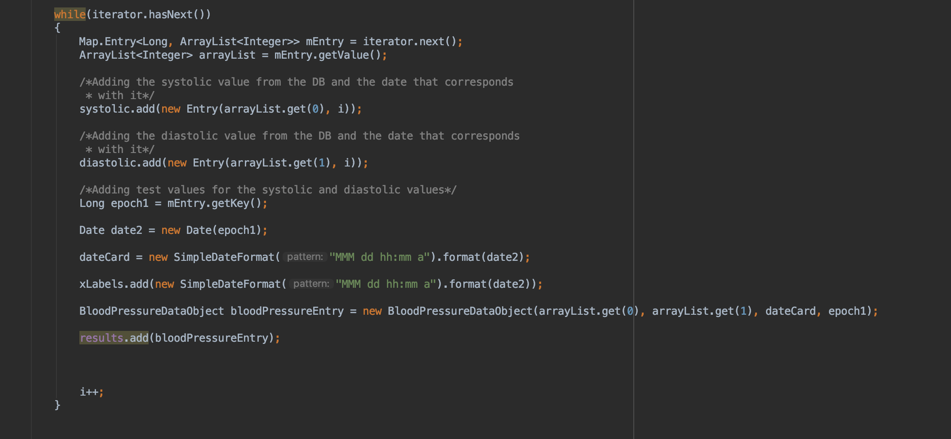 while(iterator.hasNext())
{
Map.Entry<Long, ArrayList<Integer>> mEntry = iterator.next();
ArrayList<Integer> arrayList = mEntry.getValue();
/*Adding the systolic value from the DB and the date that corresponds
* with it*/
systolic.add(new Entry(arrayList.get(0), i));
/*Adding the diastolic value from the DB and the date that corresponds
* with it*/
diastolic.add(new Entry(arrayList.get(1), i));
/*Adding test values for the systolic and diastolic values*/
Long epoch1 = mEntry.getKey();
Date date2 = new Date(epoch1);
dateCard = new SimpleDateFormat( pattern: "MMM dd hh:mm a").format(date2);
xLabels.add(new SimpleDateFormat( pattern: "MMM dd hh:mm a").format(date2));
BloodPressureDataObject bloodPressureEntry = new BloodPressureDataObject(arrayList.get(0), arrayList.get(1), dateCard, epoch1);
results.add(bloodPressureEntry);
i++;
}